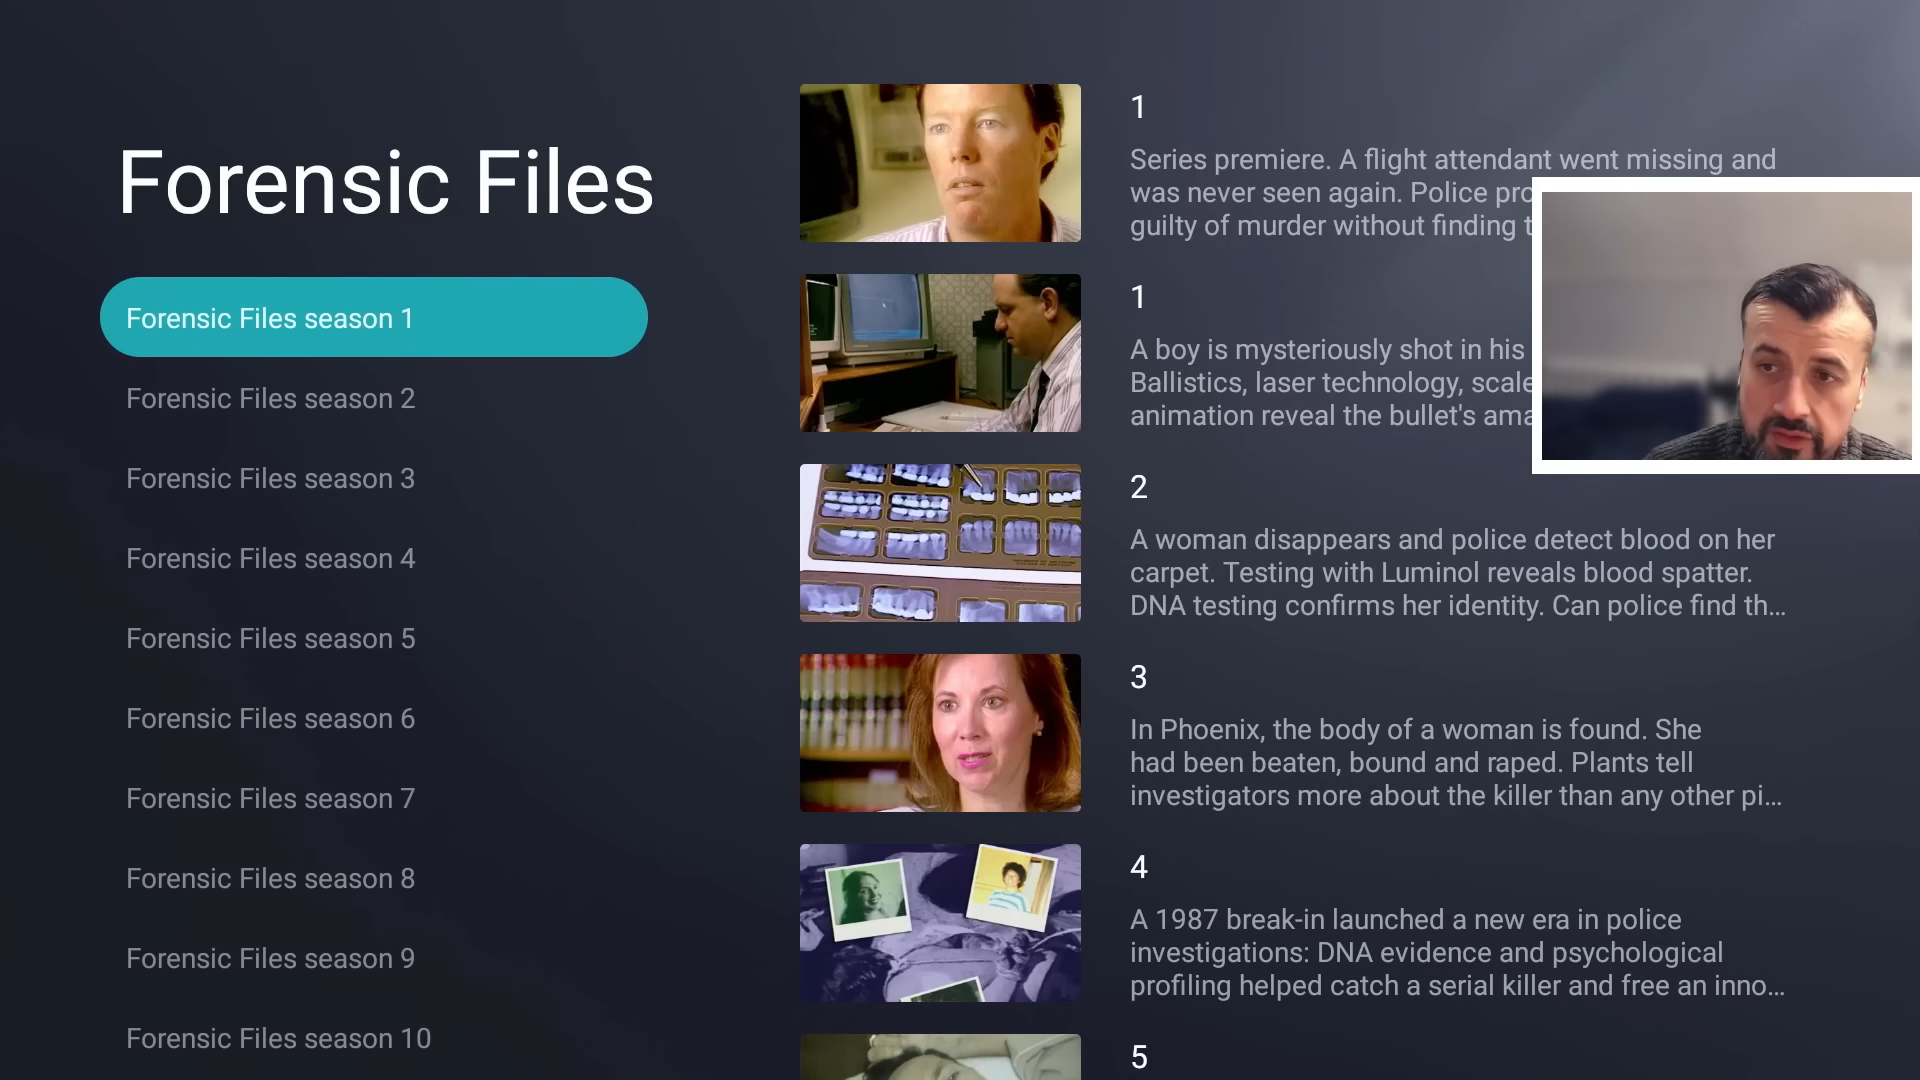 Forensic Files
Forensic Files season 1
Forensic Files season 2
Forensic Files season 3
Forensic Files season 4
Forensic Files season 5
Forensic Files season 6
Forensic Files season 7
Forensic Files season 8
Forensic Files season 9
Forensic Files season 10
1
Series premiere. A flight attendant went missing and
was never seen again. Police
guilty of murder without finding
1
A boy is mysteriously shot in his
Ballistics, laser technology,
animation reveal the bullet's
2
A woman disappears and police detect blood on her
carpet. Testing with Luminol reveals blood spatter.
DNA testing confirms her identity. Can police find th...
3
In Phoenix, the body of a woman is found. She
had been beaten, bound and raped. Plants tell
investigators more about the killer than any other pi...
4
A 1987 break-in launched a new era in police
investigations: DNA evidence and psychological
profiling helped catch a serial killer and free an inno...
5